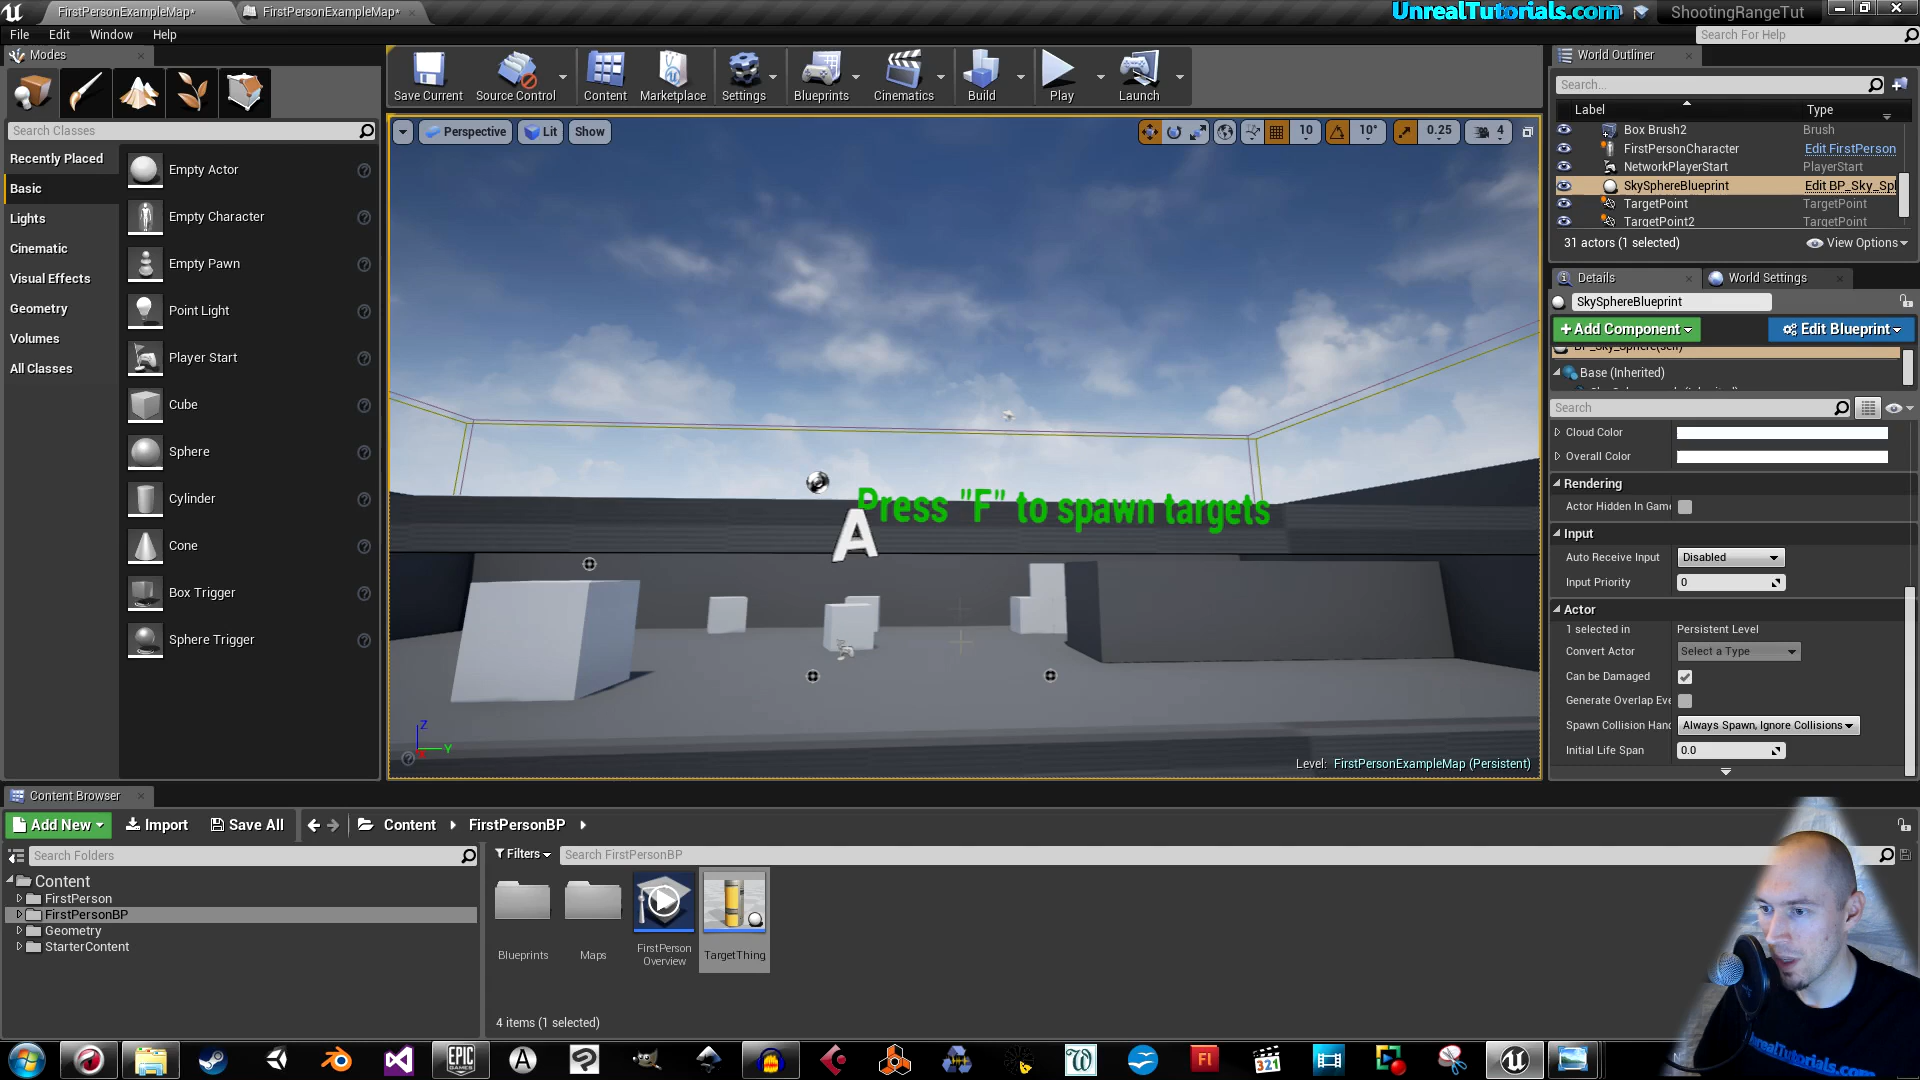 FirstPersonExampleMap*
FirstPersonExampleMap*
UnrealTutorials.com
ShootingRangeTut
File
Edit
Window
Help
Search For Help
Modes
Search Classes
Recently Placed
Basic
Lights
Cinematic
Visual Effects
Geometry
Volumes
All Classes
Empty Actor
Empty Character
Empty Pawn
Point Light
Player Start
Cube
Sphere
Cylinder
Cone
Box Trigger
Sphere Trigger
Save Current
Source Control
Content
Marketplace
Settings
Blueprints
Cinematics
Build
Play
Launch
Perspective
Lit
Show
10
10°
0.25
4
Press "F" to spawn targets
A
Z
Y
Level: FirstPersonExampleMap (Persistent)
World Outliner
Search...
Label
Type
Box Brush2
Brush
FirstPersonCharacter
Edit FirstPerson
NetworkPlayerStart
PlayerStart
SkySphereBlueprint
Edit BP_Sky_Spl
TargetPoint
TargetPoint
TargetPoint2
TargetPoint
31 actors (1 selected)
View Options
Details
World Settings
SkySphereBlueprint
+Add Component
Edit Blueprint
Base (Inherited)
Search
Cloud Color
Overall Color
Rendering
Actor Hidden In Game
Input
Auto Receive Input
Disabled
Input Priority
0
Actor
1 selected in
Persistent Level
Convert Actor
Select a Type
Can be Damaged
Generate Overlap Eve
Spawn Collision Hand
Always Spawn, Ignore Collisions
Initial Life Span
0.0
Content Browser
Add New
Import
Save All
Content
FirstPersonBP
Search Folders
Filters
Search FirstPersonBP
Content
FirstPerson
FirstPersonBP
Geometry
StarterContent
Blueprints
Maps
FirstPerson
Overview
TargetThing
4 items (1 selected)
EPIC
GAMES
321
Fl
UnrealTutorials.com